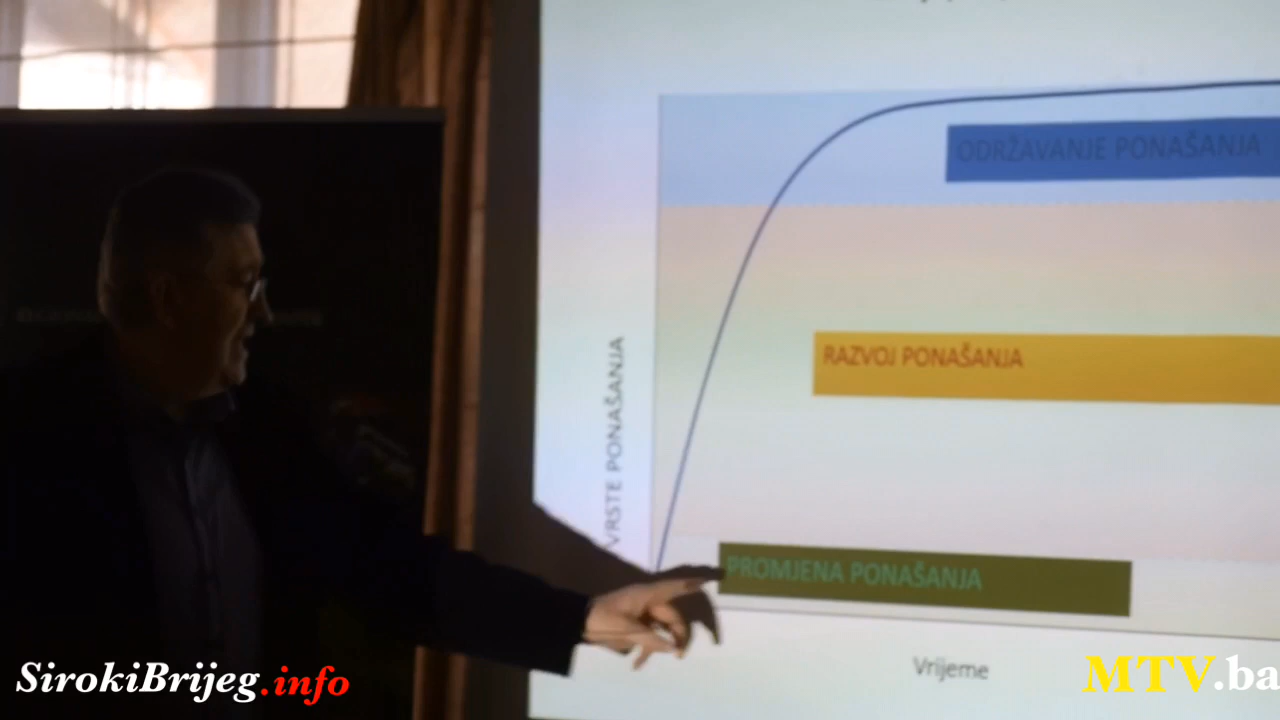 ODRŽAVANJE PONAŠANJA
RAZVOJ PONAŠANJA
VRSTE PONAŠANJA
PROMJENA PONAŠANJA
Vrijeme
SirokiBrijeg.info
MTV.ba